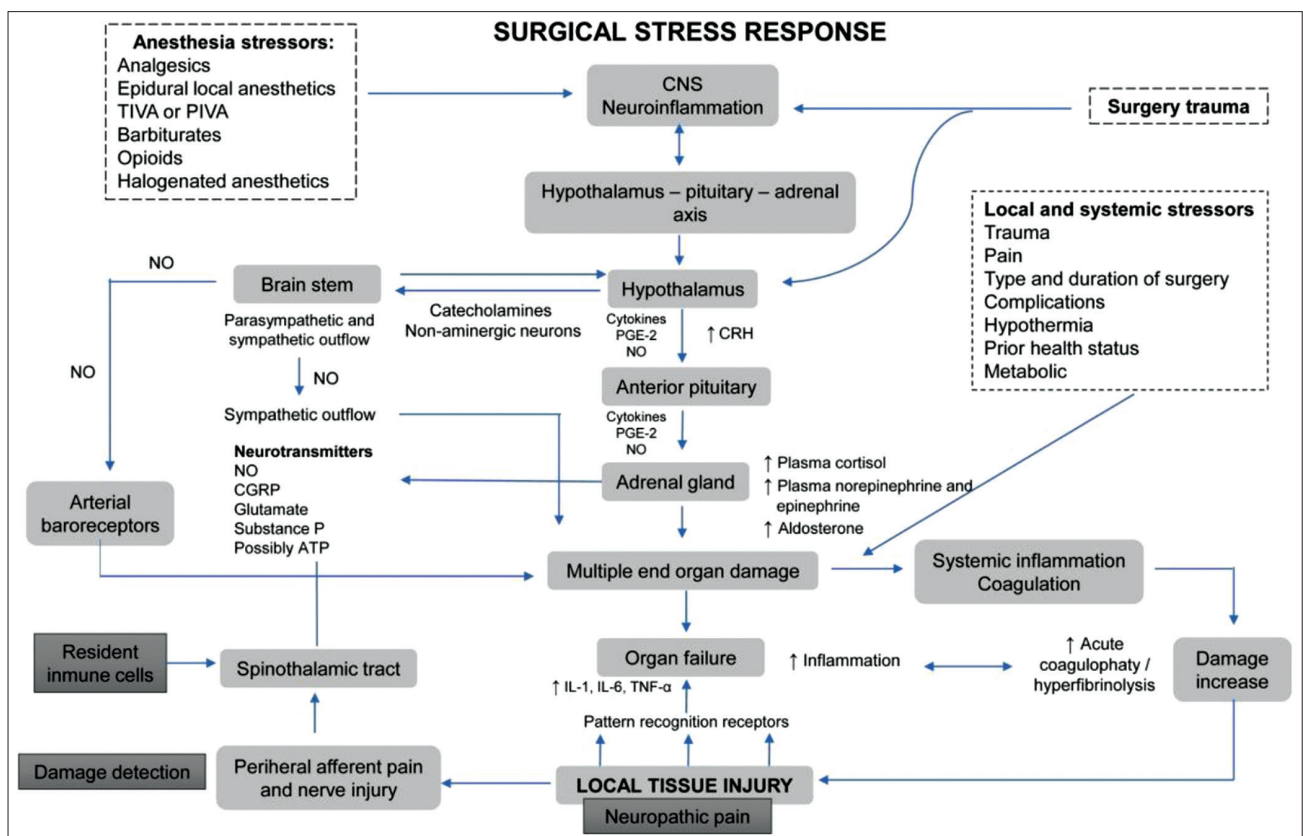 SURGICAL STRESS RESPONSE
Anesthesia stressors:
Analgesics
Epidural local anesthetics
TIVA or PIVA
Barbiturates
Opioids
Halogenated anesthetics
CNS
Neuroinflammation
Surgery trauma
Hypothalamus – pituitary – adrenal
axis
Local and systemic stressors
Trauma
Pain
Type and duration of surgery
Complications
Hypothermia
Prior health status
Metabolic
NO
Brain stem
Hypothalamus
Catecholamines
Non-aminergic neurons
Parasympathetic and
sympathetic outflow
Cytokines
PGE-2
NO
↑ CRH
NO
NO
Anterior pituitary
Sympathetic outflow
Cytokines
PGE-2
NO
Neurotransmitters
NO
CGRP
Glutamate
Substance P
Possibly ATP
Adrenal gland
↑ Plasma cortisol
↑ Plasma norepinephrine and
epinephrine
↑ Aldosterone
Arterial
baroreceptors
Multiple end organ damage
Systemic inflammation
Coagulation
Resident
inmune cells
Spinothalamic tract
Organ failure
↑ Inflammation
↑ Acute
coagulophaty /
hyperfibrinolysis
Damage
increase
↑ IL-1, IL-6, TNF-α
Pattern recognition receptors
Damage detection
Periheral afferent pain
and nerve injury
LOCAL TISSUE INJURY
Neuropathic pain